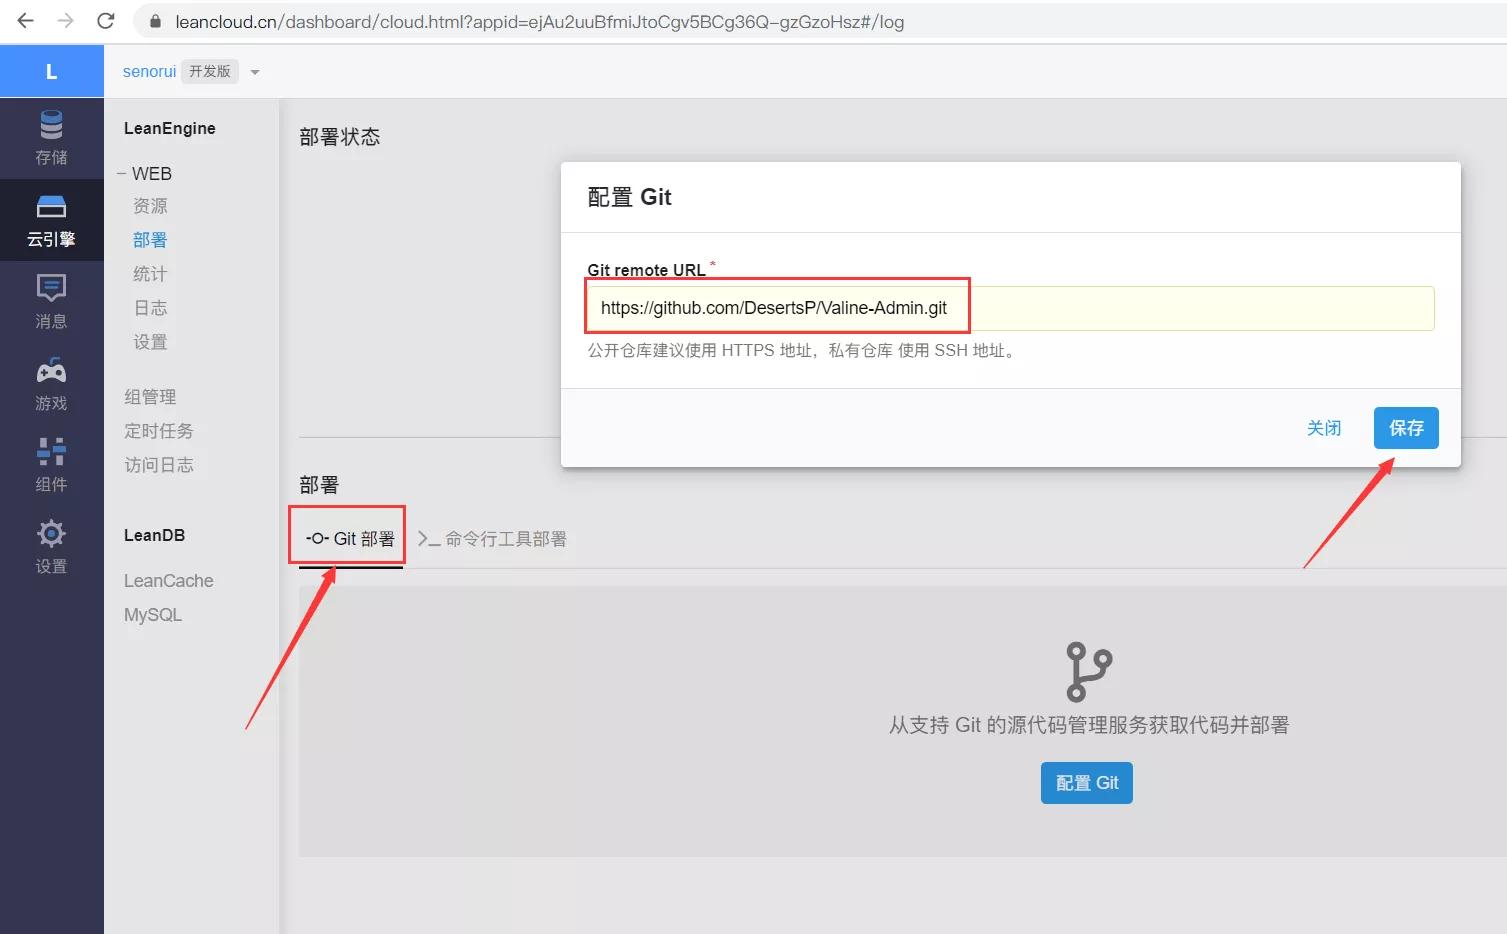 leancloud.cn/dashboard/cloud.html?appid=ejAu2uuBfmiJtoCgv5BCg36Q-gzGzoHsz#/log
L
senorui 开发版
存储
云引擎
消息
游戏
组件
设置
LeanEngine
WEB
资源
部署
统计
日志
设置
组管理
定时任务
访问日志
LeanDB
LeanCache
MySQL
部署状态
配置 Git
Git remote URL *
https://github.com/DesertsP/Valine-Admin.git
公开仓库建议使用 HTTPS 地址，私有仓库 使用 SSH 地址。
关闭 保存
部署
Git 部署 命令行工具部署
从支持 Git 的源代码管理服务获取代码并部署
配置 Git